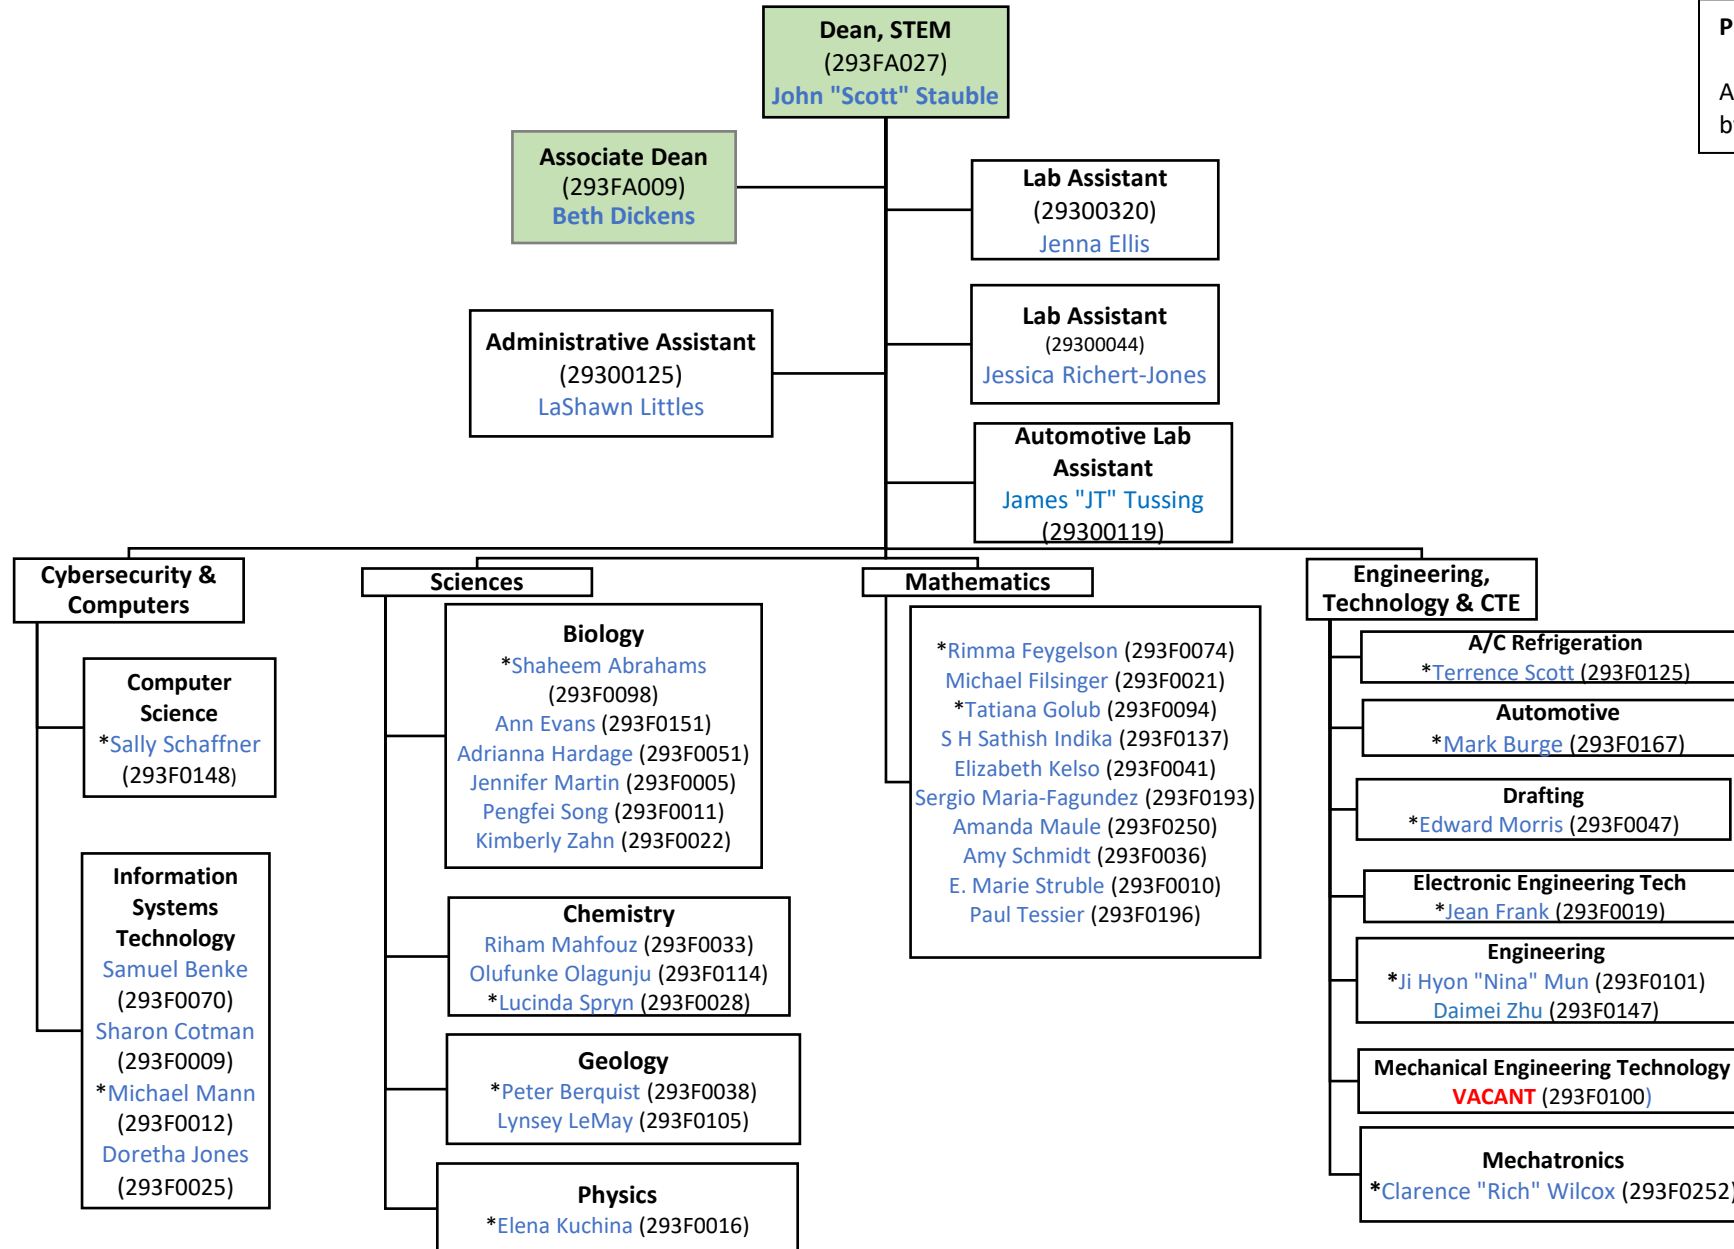 Dean, STEM
(293FA027)
John "Scott" Stauble
P
A
b
Associate Dean
(293FA009)
Beth Dickens
Lab Assistant
(29300320)
Jenna Ellis
Administrative Assistant
(29300125)
LaShawn Littles
Lab Assistant
(29300044)
Jessica Richert-Jones
Automotive Lab
Assistant
James "JT" Tussing
(29300119)
Cybersecurity &
Computers
Computer
Science
*Sally Schaffner
(293F0148)
Information
Systems
Technology
Samuel Benke
(293F0070)
Sharon Cotman
(293F0009)
*Michael Mann
(293F0012)
Doretha Jones
(293F0025)
Sciences
Biology
*Shaheem Abrahams
(293F0098)
Ann Evans (293F0151)
Adrianna Hardage (293F0051)
Jennifer Martin (293F0005)
Pengfei Song (293F0011)
Kimberly Zahn (293F0022)
Chemistry
Riham Mahfouz (293F0033)
Olufunke Olagunju (293F0114)
*Lucinda Spryn (293F0028)
Geology
*Peter Berquist (293F0038)
Lynsey LeMay (293F0105)
Physics
*Elena Kuchina (293F0016)
Mathematics
*Rimma Feygelson (293F0074)
Michael Filsinger (293F0021)
*Tatiana Golub (293F0094)
S H Sathish Indika (293F0137)
Elizabeth Kelso (293F0041)
Sergio Maria-Fagundez (293F0193)
Amanda Maule (293F0250)
Amy Schmidt (293F0036)
E. Marie Struble (293F0010)
Paul Tessier (293F0196)
Engineering,
Technology & CTE
A/C Refrigeration
*Terrence Scott (293F0125)
Automotive
*Mark Burge (293F0167)
Drafting
*Edward Morris (293F0047)
Electronic Engineering Tech
*Jean Frank (293F0019)
Engineering
*Ji Hyon "Nina" Mun (293F0101)
Daimei Zhu (293F0147)
Mechanical Engineering Technology
VACANT (293F0100)
Mechatronics
*Clarence "Rich" Wilcox (293F0252)